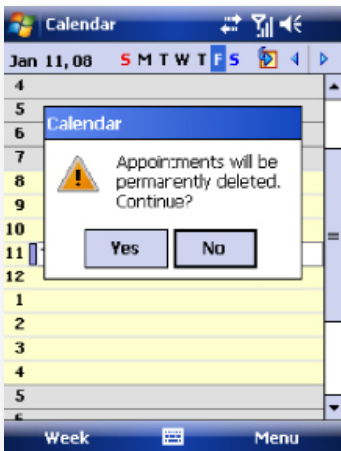 Calendar
Jan 11, 08 S M T W T F S
4
5
Calendar
6
7
Appointments will be
8
permanently deleted.
9
Continue?
10
Yes No
11
12
1
2
3
4
5
Week Menu